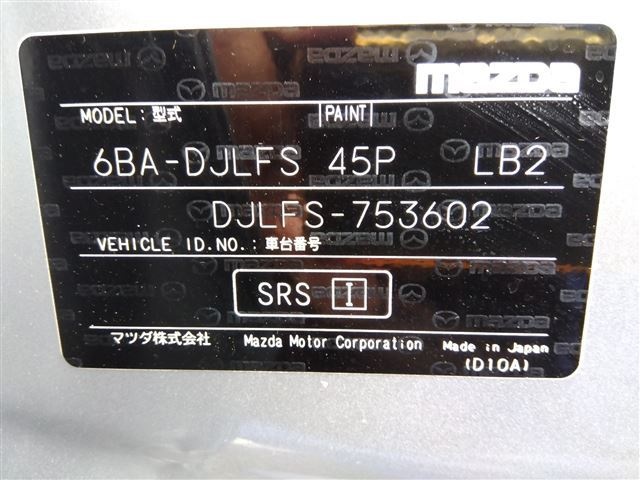 mazda
MODEL:型式 PAINT
6BA-DJLFS 45P LB2
DJLFS-753602
VEHICLE ID.NO.:車台番号
SRS I
マツダ株式会社 Mazda Motor Corporation Made in Japan
(D10A)